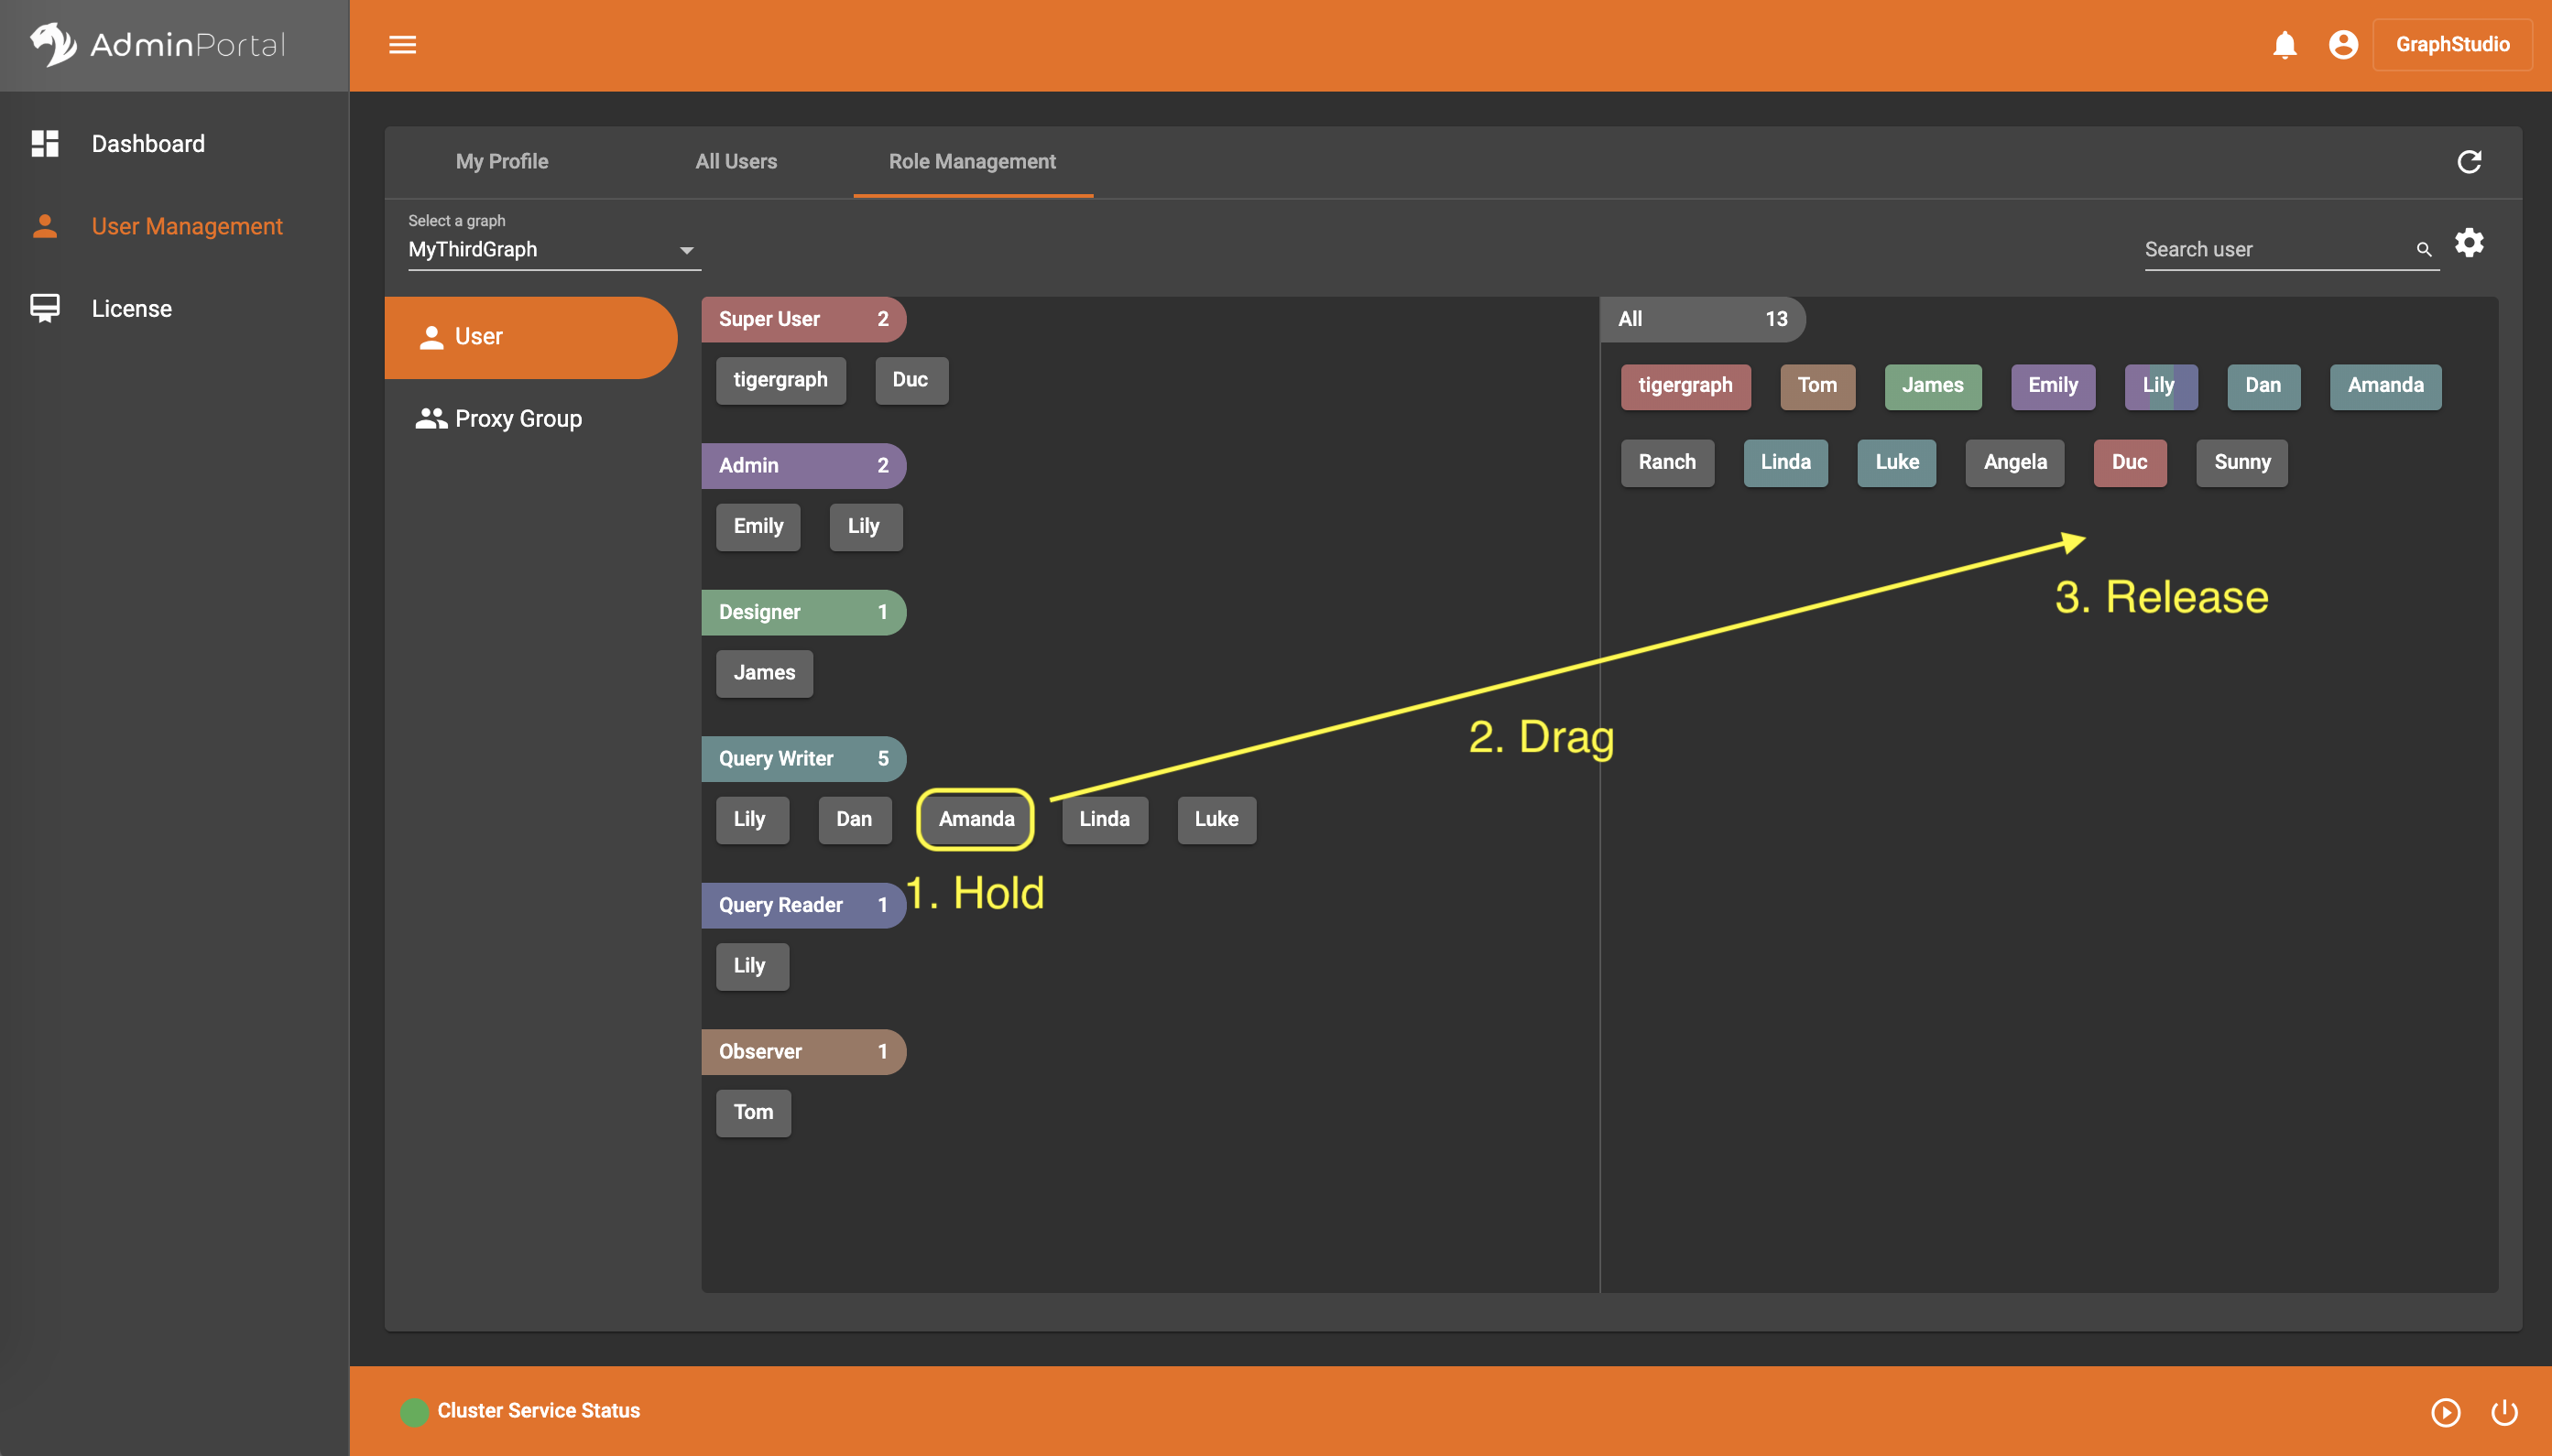 AdminPortal
GraphStudio
Dashboard
User Management
License
My Profile
All Users
Role Management
Select a graph
MyThirdGraph
Search user
User
Proxy Group
Super User 2
tigergraph Duc
Admin 2
Emily Lily
Designer 1
James
Query Writer 5
Lily Dan Amanda Linda Luke
1. Hold
Query Reader 1
Lily
Observer 1
Tom
2. Drag
All 13
tigergraph Tom James Emily Lily Dan Amanda
Ranch Linda Luke Angela Duc Sunny
3. Release
Cluster Service Status